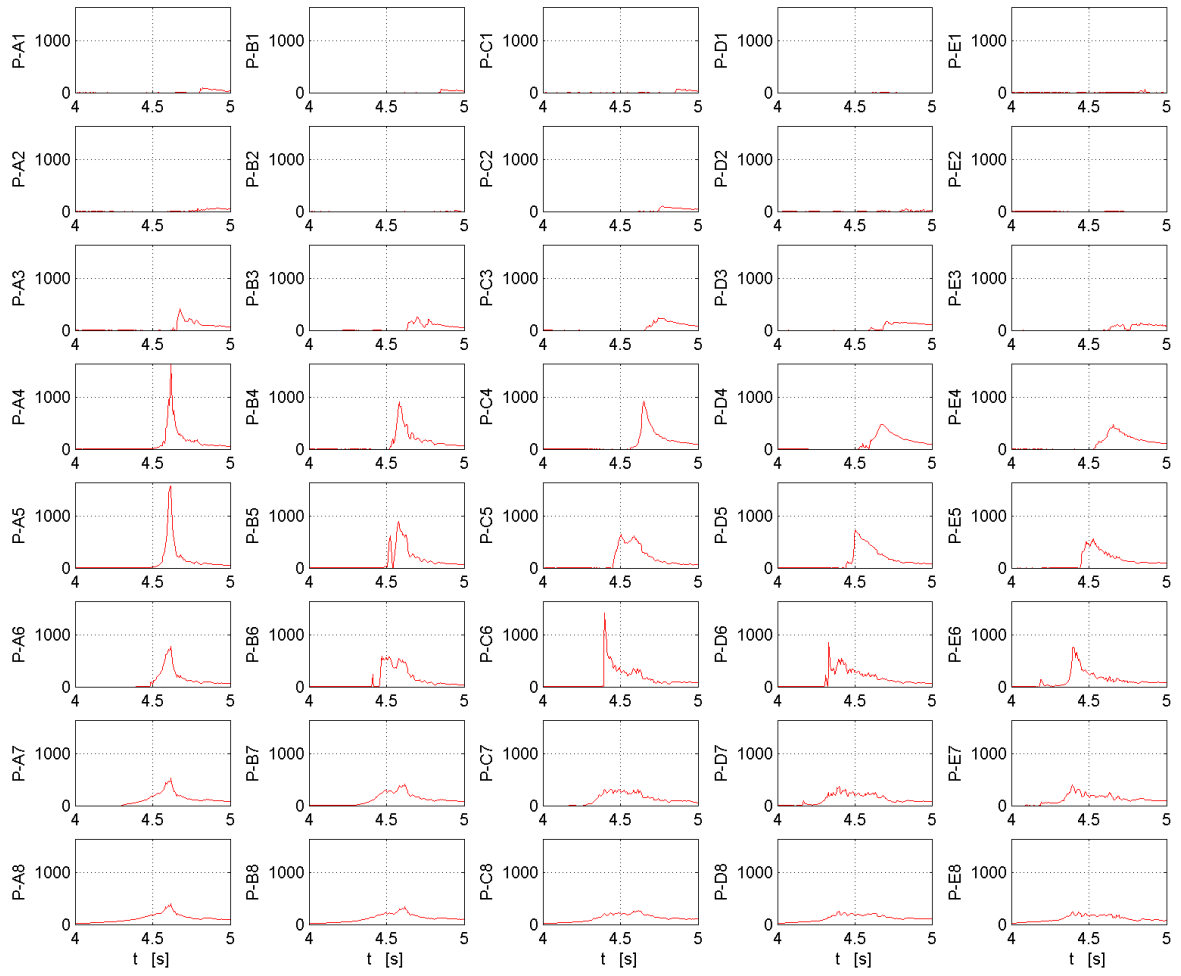 P-A1 1000 0 4 4.5 5 P-B1 1000 0 4 4.5 5 P-C1 1000 0 4 4.5 5 P-D1 1000 0 4 4.5 5 P-E1 1000 0 4 4.5 5
P-A2 1000 0 4 4.5 5 P-B2 1000 0 4 4.5 5 P-C2 1000 0 4 4.5 5 P-D2 1000 0 4 4.5 5 P-E2 1000 0 4 4.5 5
P-A3 1000 0 4 4.5 5 P-B3 1000 0 4 4.5 5 P-C3 1000 0 4 4.5 5 P-D3 1000 0 4 4.5 5 P-E3 1000 0 4 4.5 5
P-A4 1000 0 4 4.5 5 P-B4 1000 0 4 4.5 5 P-C4 1000 0 4 4.5 5 P-D4 1000 0 4 4.5 5 P-E4 1000 0 4 4.5 5
P-A5 1000 0 4 4.5 5 P-B5 1000 0 4 4.5 5 P-C5 1000 0 4 4.5 5 P-D5 1000 0 4 4.5 5 P-E5 1000 0 4 4.5 5
P-A6 1000 0 4 4.5 5 P-B6 1000 0 4 4.5 5 P-C6 1000 0 4 4.5 5 P-D6 1000 0 4 4.5 5 P-E6 1000 0 4 4.5 5
P-A7 1000 0 4 4.5 5 P-B7 1000 0 4 4.5 5 P-C7 1000 0 4 4.5 5 P-D7 1000 0 4 4.5 5 P-E7 1000 0 4 4.5 5
P-A8 1000 0 4 4.5 5 P-B8 1000 0 4 4.5 5 P-C8 1000 0 4 4.5 5 P-D8 1000 0 4 4.5 5 P-E8 1000 0 4 4.5 5
t [s] t [s] t [s] t [s] t [s]